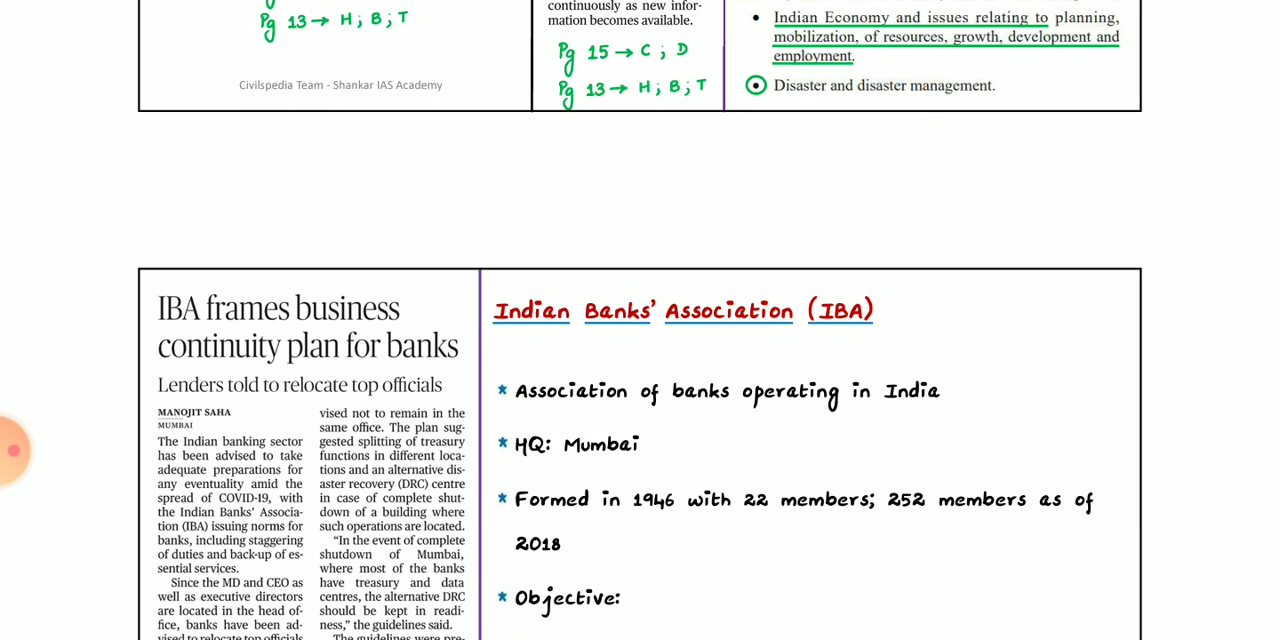 Pg 13 → H; B; T
Civilspedia Team - Shankar IAS Academy
continuously as new infor-
mation becomes available.
Pg 15 → C; D
Pg 13 → H; B; T
• Indian Economy and issues relating to planning,
mobilization, of resources, growth, development and
employment.
• Disaster and disaster management.
IBA frames business
continuity plan for banks
Lenders told to relocate top officials
MANOJIT SAHA
MUMBAI
The Indian banking sector
has been advised to take
adequate preparations for
any eventuality amid the
spread of COVID-19, with
the Indian Banks' Associa-
tion (IBA) issuing norms for
banks, including staggering
of duties and back-up of es-
sential services.
Since the MD and CEO as
well as executive directors
are located in the head of-
fice, banks have been ad-
vised to relocate top officials
vised not to remain in the
same office. The plan sug-
gested splitting of treasury
functions in different loca-
tions and an alternative dis-
aster recovery (DRC) centre
in case of complete shut-
down of a building where
such operations are located.
"In the event of complete
shutdown of Mumbai,
where most of the banks
have treasury and data
centres, the alternative DRC
should be kept in readi-
ness," the guidelines said.
The guidelines were pre-
Indian Banks' Association (IBA)
* Association of banks operating in India
* HQ: Mumbai
* Formed in 1946 with 22 members; 252 members as of
2018
* Objective: